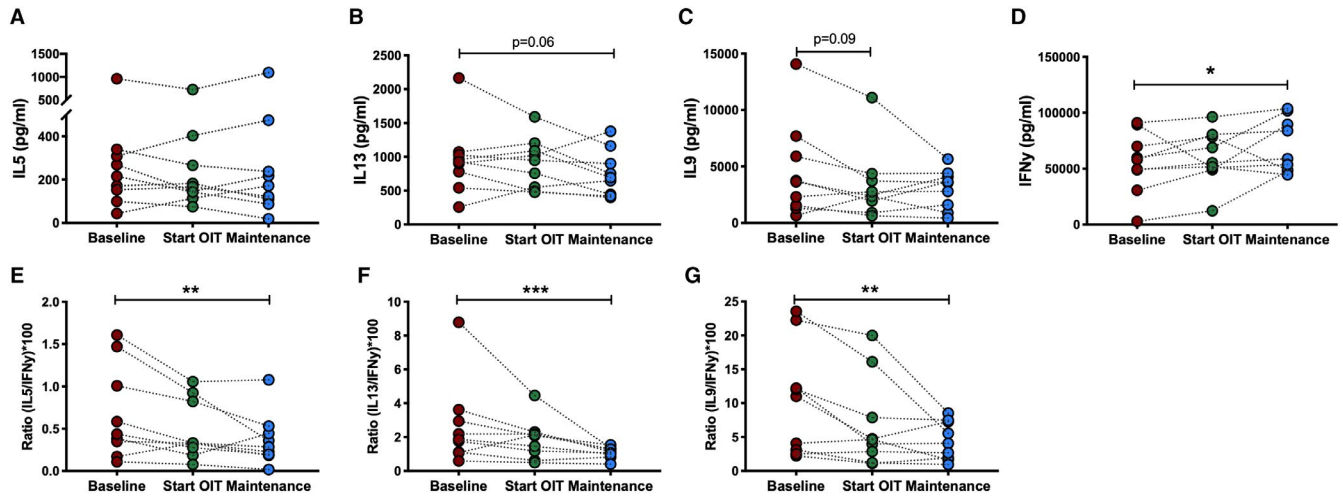 A
B
C
D
IL5 (pg/ml)
1500
1000
500
400
200
0
Baseline Start OIT Maintenance
p=0.06
IL13 (pg/ml)
2500
2000
1500
1000
500
0
Baseline Start OIT Maintenance
p=0.09
IL9 (pg/ml)
15000
10000
5000
0
Baseline Start OIT Maintenance
*
IFNy (pg/ml)
150000
100000
50000
0
Baseline Start OIT Maintenance
E
F
G
**
Ratio (IL5/IFNy)*100
2.0
1.5
1.0
0.5
0.0
Baseline Start OIT Maintenance
***
Ratio (IL13/IFNy)*100
10
8
6
4
2
0
Baseline Start OIT Maintenance
**
Ratio (IL9/IFNy)*100
25
20
15
10
5
0
Baseline Start OIT Maintenance